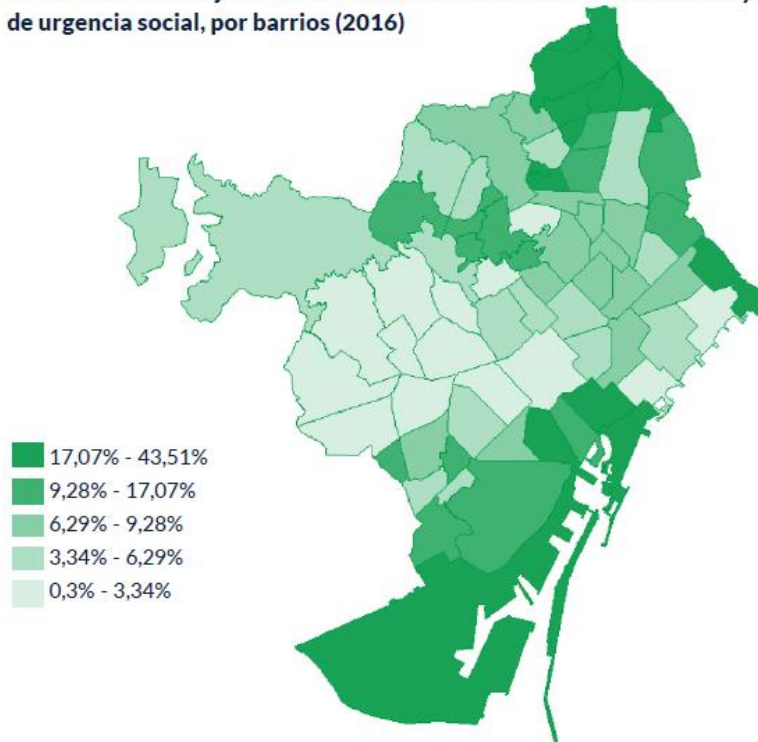 de urgencia social, por barrios (2016)
17,07% - 43,51%
9,28% - 17,07%
6,29% - 9,28%
3,34% - 6,29%
0,3% - 3,34%